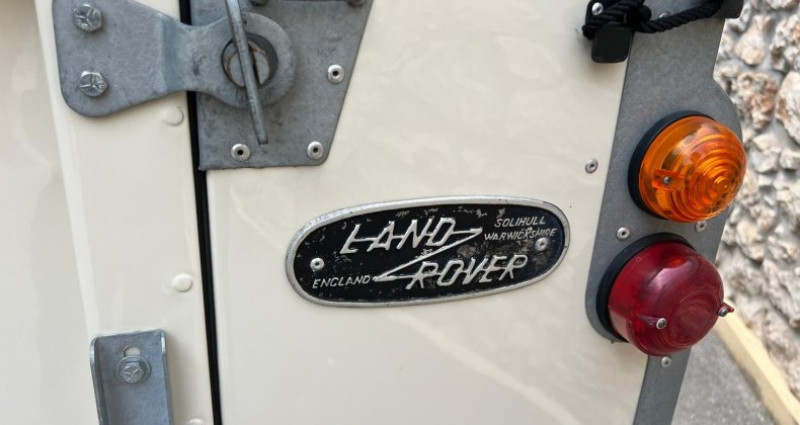 LAND
SOLIHULL
WARWICKSHIRE
ENGLAND
ROVER